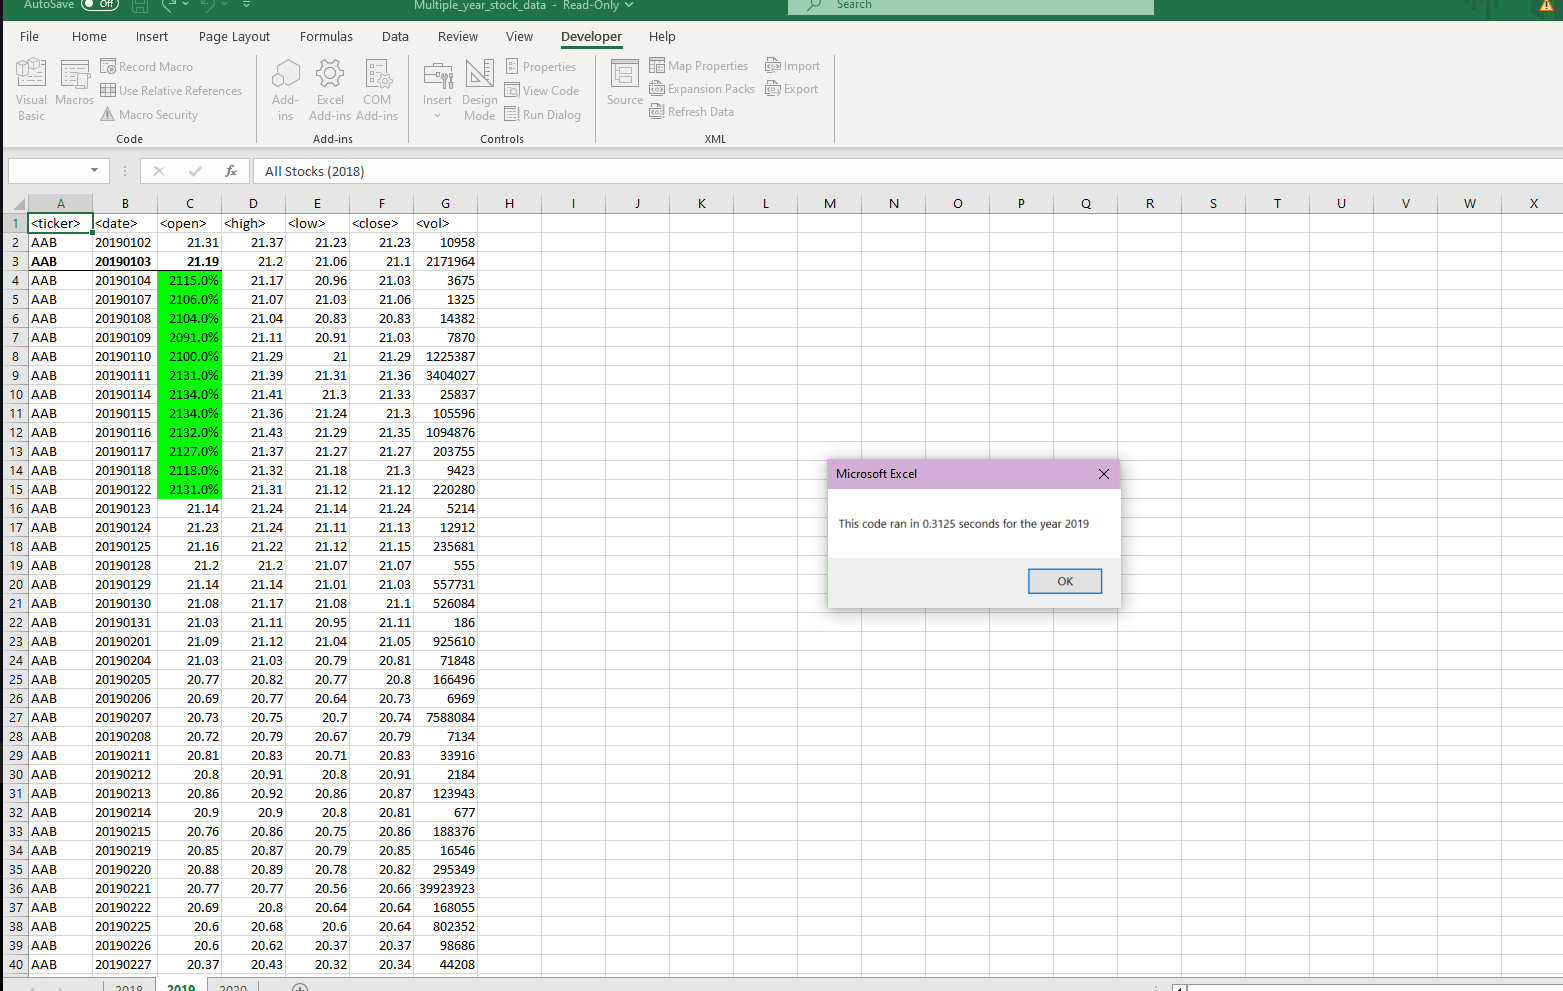 AutoSave Off Multiple_year_stock_data - Read-Only Search
File Home Insert Page Layout Formulas Data Review View Developer Help
Visual Basic
Macros
Record Macro
Use Relative References
Macro Security
Code
Add-ins
Excel Add-ins
COM Add-ins
Add-ins
Insert
Design Mode
Properties
View Code
Run Dialog
Controls
Source
Map Properties
Expansion Packs
Refresh Data
Import
Export
XML
fx All Stocks (2018)
A B C D E F G H I J K L M N O P Q R S T U V W X
1 <ticker> <date> <open> <high> <low> <close> <vol>
2 AAB 20190102 21.31 21.37 21.23 21.23 10958
3 AAB 20190103 21.19 21.2 21.06 21.1 2171964
4 AAB 20190104 2115.0% 21.17 20.96 21.03 3675
5 AAB 20190107 2106.0% 21.07 21.03 21.06 1325
6 AAB 20190108 2104.0% 21.04 20.83 20.83 14382
7 AAB 20190109 2091.0% 21.11 20.91 21.03 7870
8 AAB 20190110 2100.0% 21.29 21 21.29 1225387
9 AAB 20190111 2131.0% 21.39 21.31 21.36 3404027
10 AAB 20190114 2134.0% 21.41 21.3 21.33 25837
11 AAB 20190115 2134.0% 21.36 21.24 21.3 105596
12 AAB 20190116 2132.0% 21.43 21.29 21.35 1094876
13 AAB 20190117 2127.0% 21.37 21.27 21.27 203755
14 AAB 20190118 2118.0% 21.32 21.18 21.3 9423
15 AAB 20190122 2131.0% 21.31 21.12 21.12 220280
16 AAB 20190123 21.14 21.24 21.14 21.24 5214
17 AAB 20190124 21.23 21.24 21.11 21.13 12912
18 AAB 20190125 21.16 21.22 21.12 21.15 235681
19 AAB 20190128 21.2 21.2 21.07 21.07 555
20 AAB 20190129 21.14 21.14 21.01 21.03 557731
21 AAB 20190130 21.08 21.17 21.08 21.1 526084
22 AAB 20190131 21.03 21.11 20.95 21.11 186
23 AAB 20190201 21.09 21.12 21.04 21.05 925610
24 AAB 20190204 21.03 21.03 20.79 20.81 71848
25 AAB 20190205 20.77 20.82 20.77 20.8 166496
26 AAB 20190206 20.69 20.77 20.64 20.73 6969
27 AAB 20190207 20.73 20.75 20.7 20.74 7588084
28 AAB 20190208 20.72 20.79 20.67 20.79 7134
29 AAB 20190211 20.81 20.83 20.71 20.83 33916
30 AAB 20190212 20.8 20.91 20.8 20.91 2184
31 AAB 20190213 20.86 20.92 20.86 20.87 123943
32 AAB 20190214 20.9 20.9 20.8 20.81 677
33 AAB 20190215 20.76 20.86 20.75 20.86 188376
34 AAB 20190219 20.85 20.87 20.79 20.85 16546
35 AAB 20190220 20.88 20.89 20.78 20.82 295349
36 AAB 20190221 20.77 20.77 20.56 20.66 39923923
37 AAB 20190222 20.69 20.8 20.64 20.64 168055
38 AAB 20190225 20.6 20.68 20.6 20.64 802352
39 AAB 20190226 20.6 20.62 20.37 20.37 98686
40 AAB 20190227 20.37 20.43 20.32 20.34 44208
Microsoft Excel
This code ran in 0.3125 seconds for the year 2019
OK
2018 2019 2020